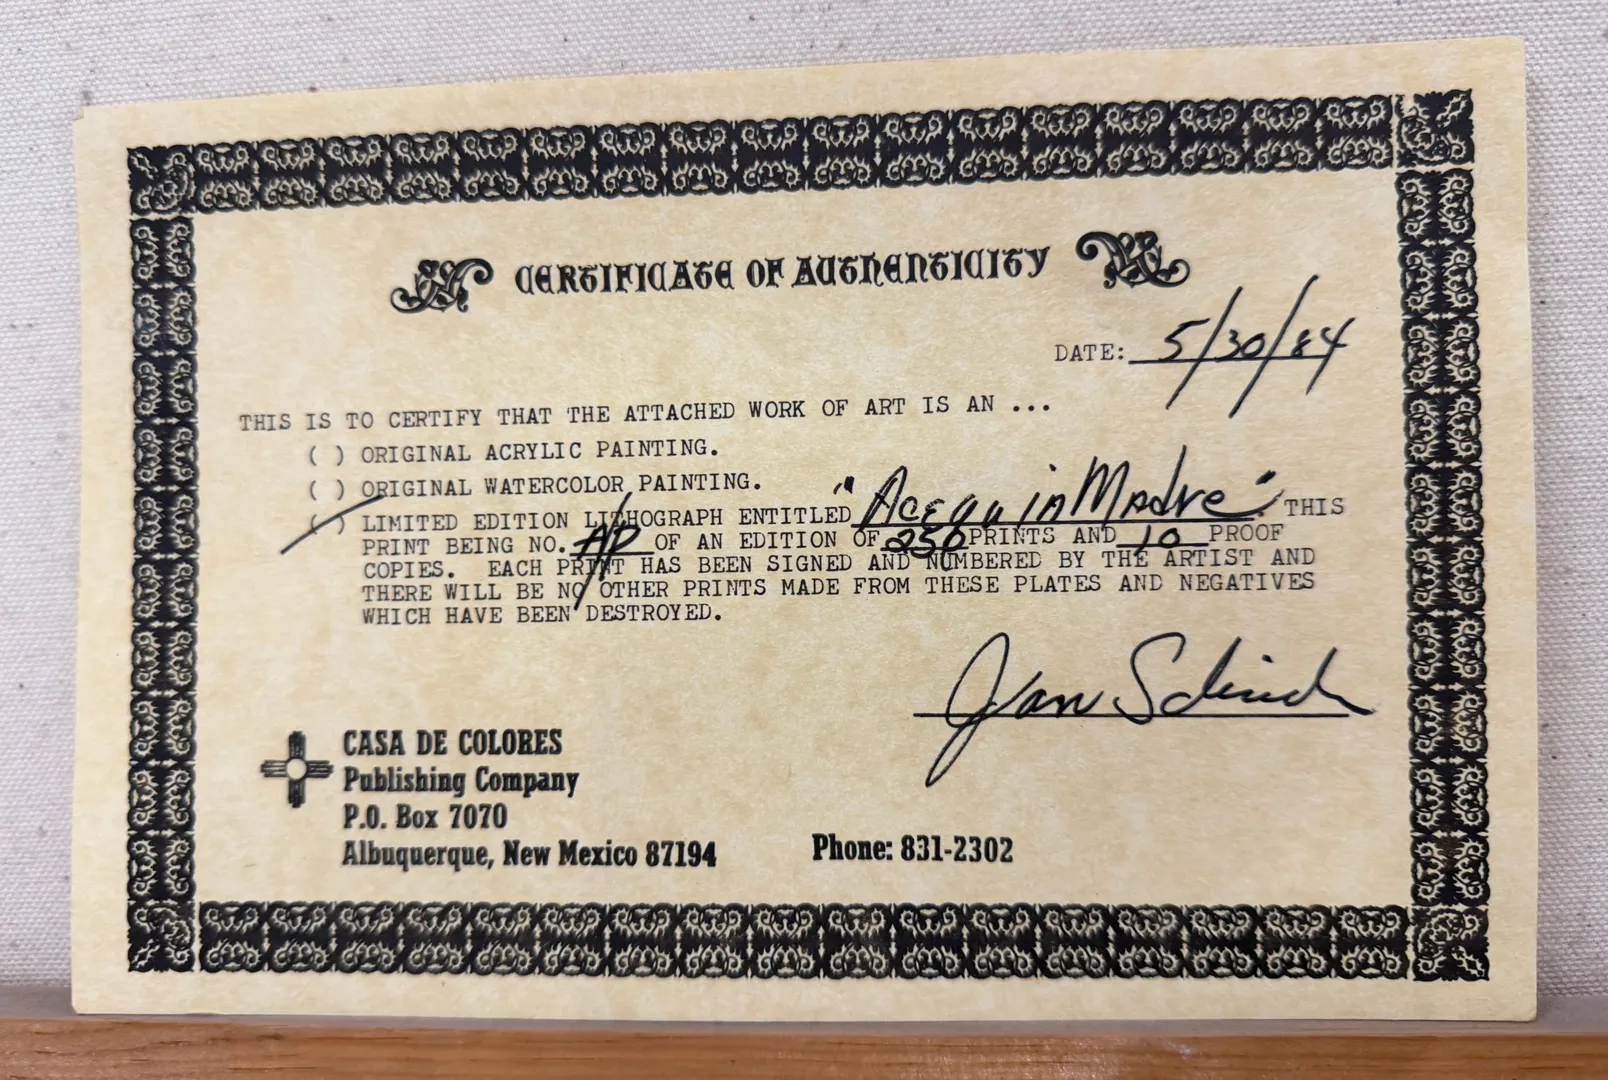 CERTIFICATE OF AUTHENTICITY
DATE: 5/30/84
THIS IS TO CERTIFY THAT THE ATTACHED WORK OF ART IS AN ...
( ) ORIGINAL ACRYLIC PAINTING.
( ) ORIGINAL WATERCOLOR PAINTING.
(/) LIMITED EDITION LITHOGRAPH ENTITLED "Acequia Madre" THIS
PRINT BEING NO. A/P OF AN EDITION OF 250 PRINTS AND 10 PROOF
COPIES. EACH PRINT HAS BEEN SIGNED AND NUMBERED BY THE ARTIST AND
THERE WILL BE NO OTHER PRINTS MADE FROM THESE PLATES AND NEGATIVES
WHICH HAVE BEEN DESTROYED.
Jan
CASA DE COLORES
Publishing Company
P.O. Box 7070
Albuquerque, New Mexico 87194
Phone: 831-2302